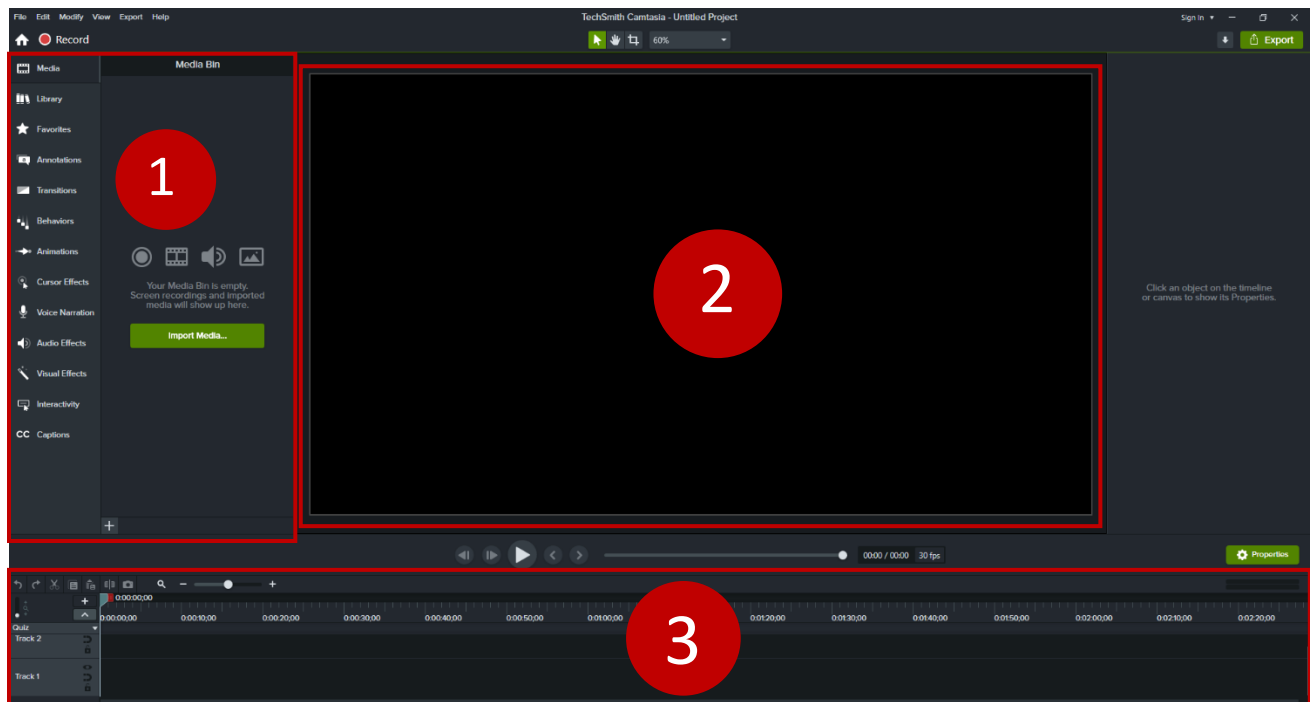 File Edit Modify View Export Help
TechSmith Camtasia - Untitled Project
Sign in
Record
60%
Export
Media
Media Bin
Library
Favorites
Annotations
1
Transitions
Behaviors
Animations
2
Cursor Effects
Your Media Bin is empty.
Screen recordings and imported
media will show up here.
Click an object on the timeline
or canvas to show its Properties.
Voice Narration
Import Media...
Audio Effects
Visual Effects
Interactivity
CC Captions
00:00 / 00:00 30 fps
Properties
0:00:00;00
0:00:00;00 0:00:10;00 0:00:20;00 0:00:30;00 0:00:40;00 0:00:50;00 0:01:00;00 0:01:20;00 0:01:30;00 0:01:40;00 0:01:50;00 0:02:00;00 0:02:10;00 0:02:20;00
Quiz
Track 2
3
Track 1